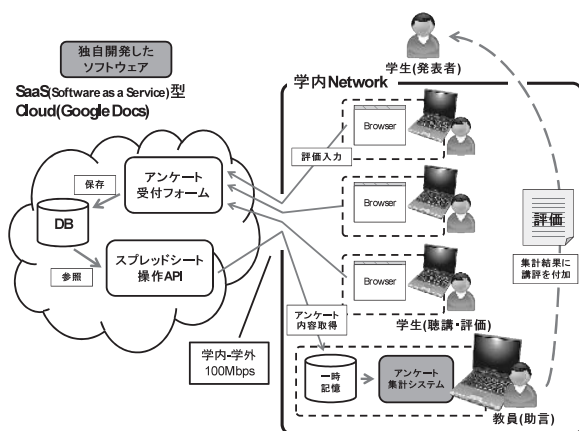 独自開発した
ソフトウェア
SaaS(Software as a Service)型
Cloud(Google Docs)
学生(発表者)
学内Network
Browser
評価入力
アンケート
受付フォーム
保存
DB
Browser
評価
スプレッドシート
操作API
参照
Browser
集計結果に
講評を付加
アンケート
内容取得
学生(聴講・評価)
学内-学外
100Mbps
一時
記憶
アンケート
集計システム
教員(助言)